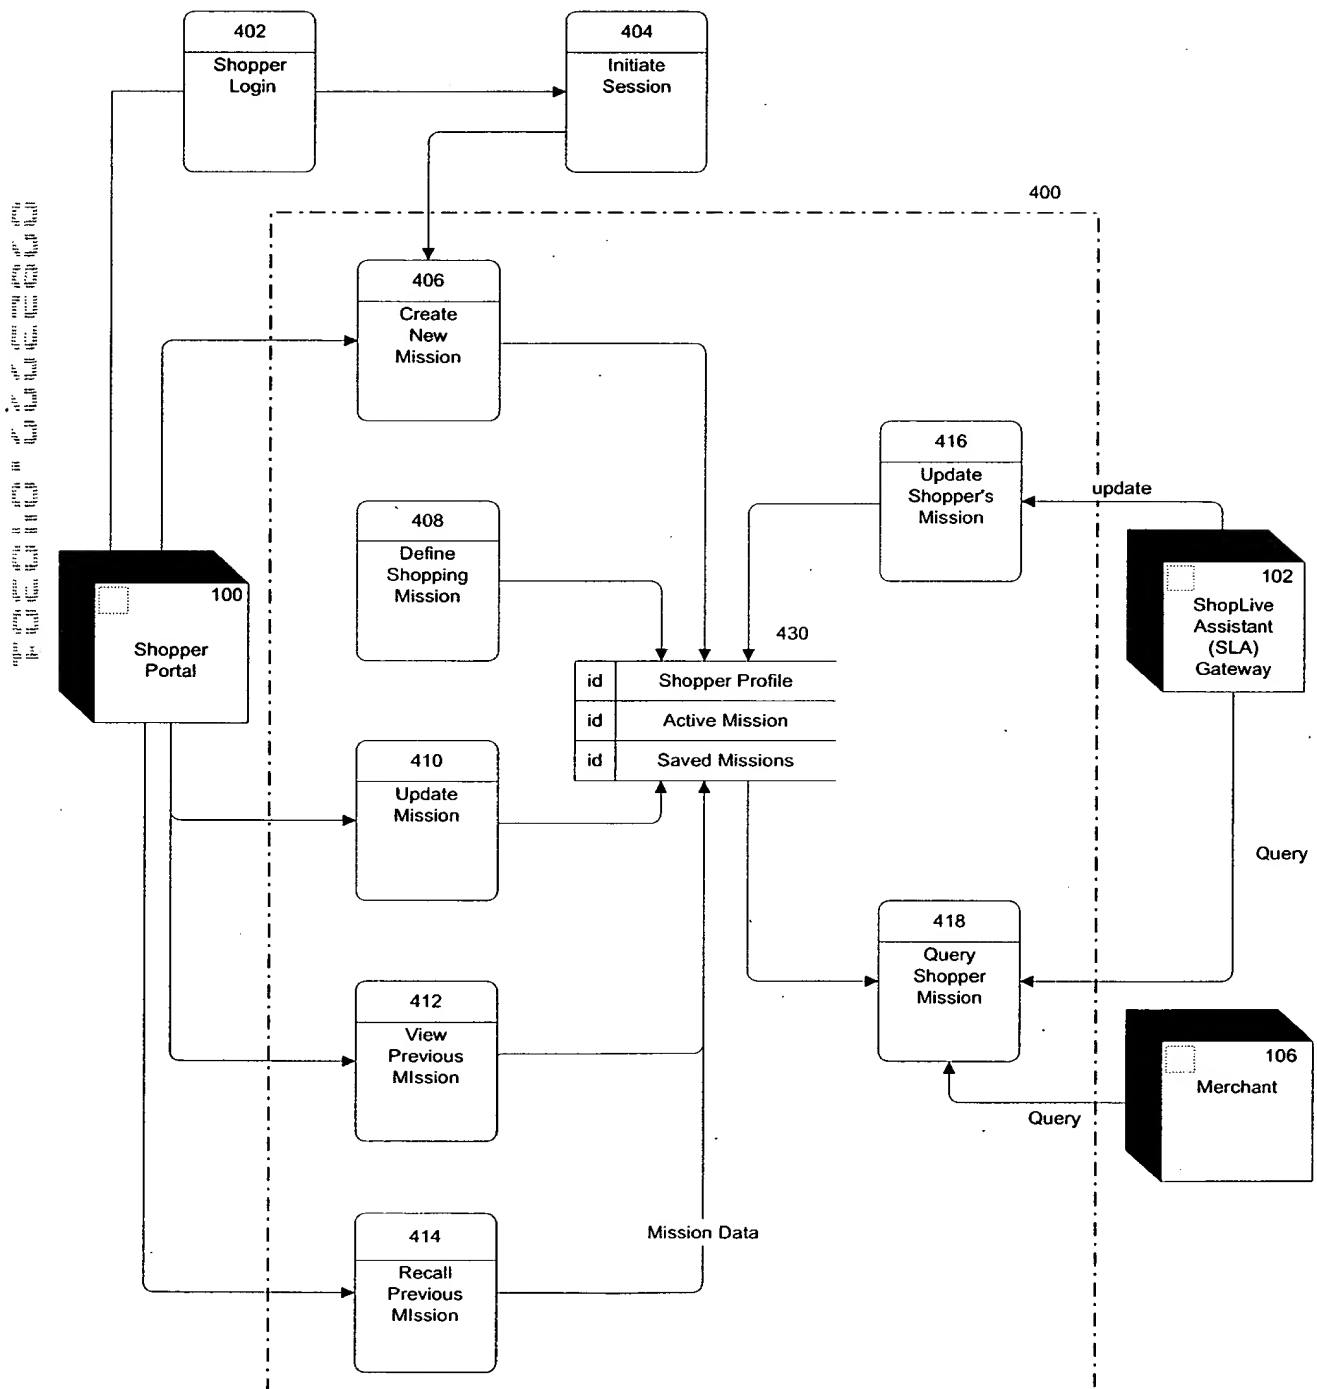 402
Shopper
Login
404
Initiate
Session
400
406
Create
New
Mission
416
Update
Shopper's
Mission
update
408
Define
Shopping
Mission
100
Shopper
Portal
102
ShopLive
Assistant
(SLA)
Gateway
430
id Shopper Profile
id Active Mission
id Saved Missions
410
Update
Mission
Query
418
Query
Shopper
Mission
412
View
Previous
MIssion
106
Merchant
Query
414
Recall
Previous
MIssion
Mission Data